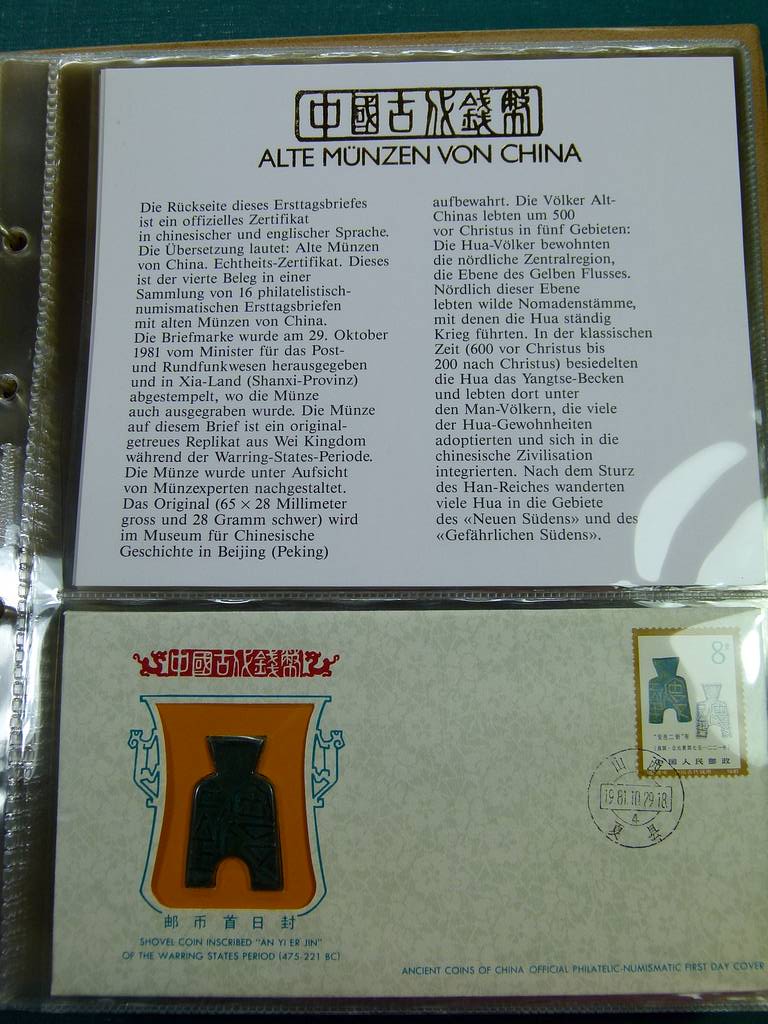 中國古代錢幣
ALTE MÜNZEN VON CHINA
Die Rückseite dieses Ersttagsbriefes
ist ein offizielles Zertifikat
in chinesischer und englischer Sprache.
Die Übersetzung lautet: Alte Münzen
von China. Echtheits-Zertifikat. Dieses
ist der vierte Beleg in einer
Sammlung von 16 philatelistisch-
numismatischen Ersttagsbriefen
mit alten Münzen von China.
Die Briefmarke wurde am 29. Oktober
1981 vom Minister für das Post-
und Rundfunkwesen herausgegeben
und in Xia-Land (Shanxi-Provinz)
abgestempelt, wo die Münze
auch ausgegraben wurde. Die Münze
auf diesem Brief ist ein original-
getreues Replikat aus Wei Kingdom
während der Warring-States-Periode.
Die Münze wurde unter Aufsicht
von Münzexperten nachgestaltet.
Das Original (65 × 28 Millimeter
gross und 28 Gramm schwer) wird
im Museum für Chinesische
Geschichte in Beijing (Peking)
aufbewahrt. Die Völker Alt-
Chinas lebten um 500
vor Christus in fünf Gebieten:
Die Hua-Völker bewohnten
die nördliche Zentralregion,
die Ebene des Gelben Flusses.
Nördlich dieser Ebene
lebten wilde Nomadenstämme,
mit denen die Hua ständig
Krieg führten. In der klassischen
Zeit (600 vor Christus bis
200 nach Christus) besiedelten
die Hua das Yangtse-Becken
und lebten dort unter
den Man-Völkern, die viele
der Hua-Gewohnheiten
adoptierten und sich in die
chinesische Zivilisation
integrierten. Nach dem Sturz
des Han-Reiches wanderten
viele Hua in die Gebiete
des «Neuen Südens» und des
«Gefährlichen Südens».
中國古代錢幣
8
"安邑二釿"布
中国人民邮政
山西
1981.10.29.18
4
夏县
邮币首日封
SHOVEL COIN INSCRIBED "AN YI ER JIN"
OF THE WARRING STATES PERIOD (475-221 BC)
ANCIENT COINS OF CHINA OFFICIAL PHILATELIC-NUMISMATIC FIRST DAY COVER